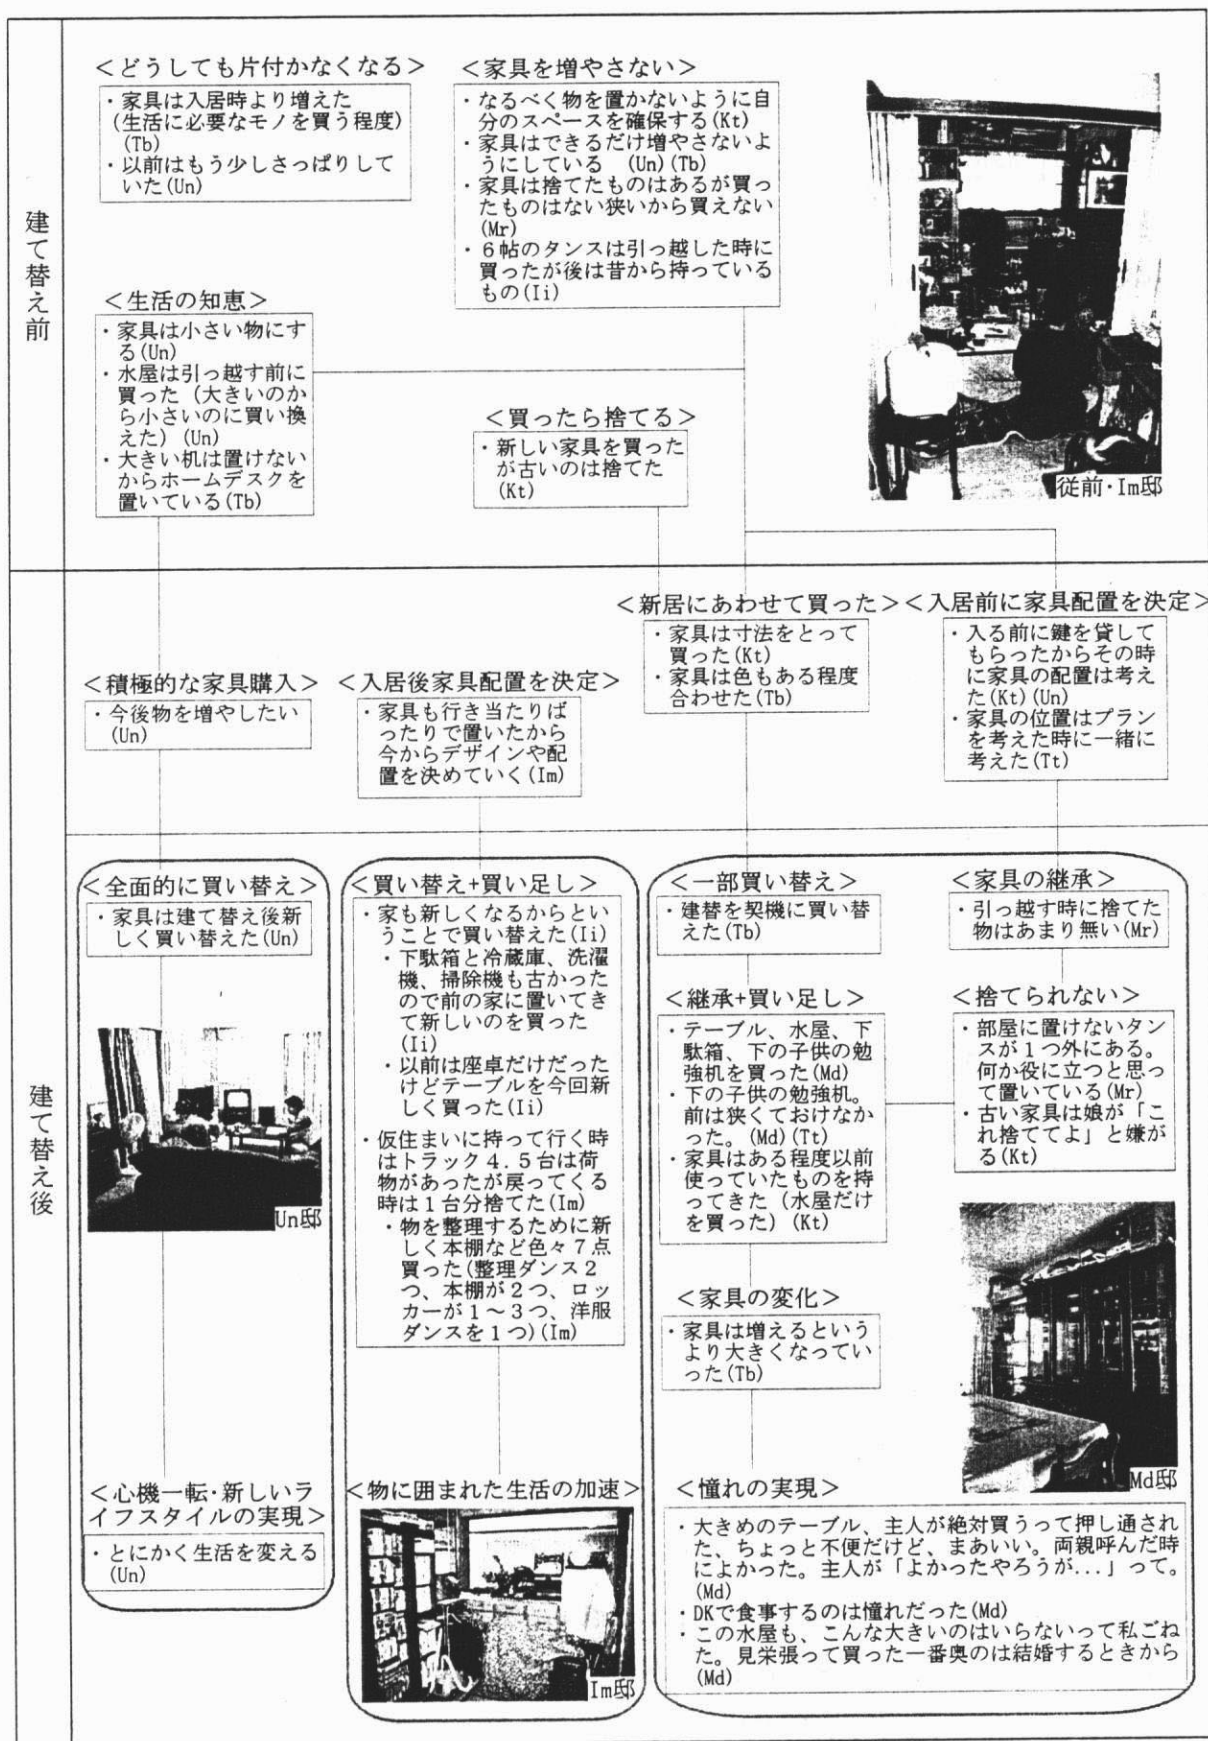 建て替え前
＜どうしても片付かなくなる＞
・家具は入居時より増えた
(生活に必要なモノを買う程度)
(Tb)
・以前はもう少しさっぱりして
いた(Un)
＜家具を増やさない＞
・なるべく物を置かないように自
分のスペースを確保する(Kt)
・家具はできるだけ増やさないよ
うにしている (Un)(Tb)
・家具は捨てたものはあるが買っ
たものはない狭いから買えない
(Mr)
・６帖のタンスは引っ越した時に
買ったが後は昔から持っている
もの(Ii)
従前･Im邸
＜生活の知恵＞
・家具は小さい物にす
る(Un)
・水屋は引っ越す前に
買った（大きいのか
ら小さいのに買い換
えた）(Un)
・大きい机は置けない
からホームデスクを
置いている(Tb)
＜買ったら捨てる＞
・新しい家具を買った
が古いのは捨てた
(Kt)
建て替え後
＜積極的な家具購入＞
・今後物を増やしたい
(Un)
＜入居後家具配置を決定＞
・家具も行き当たりば
ったりで置いたから
今からデザインや配
置を決めていく(Im)
＜新居にあわせて買った＞
・家具は寸法をとって
買った(Kt)
・家具は色もある程度
合わせた(Tb)
＜入居前に家具配置を決定＞
・入る前に鍵を貸して
もらったからその時
に家具の配置は考え
た(Kt)(Un)
・家具の位置はプラン
を考えた時に一緒に
考えた(Tt)
＜全面的に買い替え＞
・家具は建て替え後新
しく買い替えた(Un)
Un邸
＜心機一転･新しいラ
イフスタイルの実現＞
・とにかく生活を変える
(Un)
＜買い替え+買い足し＞
・家も新しくなるからとい
うことで買い替えた(Ii)
・下駄箱と冷蔵庫、洗濯
機、掃除機も古かった
ので前の家に置いてき
て新しいのを買った
(Ii)
・以前は座卓だけだった
けどテーブルを今回新
しく買った(Ii)
・仮住まいに持って行く時
はトラック４.５台は荷
物があったが戻ってくる
時は１台分捨てた(Im)
・物を整理するために新
しく本棚など色々７点
買った(整理ダンス２
つ、本棚が２つ、ロッ
カーが１～３つ、洋服
ダンスを１つ)(Im)
＜物に囲まれた生活の加速＞
Im邸
＜一部買い替え＞
・建替を契機に買い替
えた(Tb)
＜継承+買い足し＞
・テーブル、水屋、下
駄箱、下の子供の勉
強机を買った(Md)
・下の子供の勉強机。
前は狭くておけなか
った。(Md)(Tt)
・家具はある程度以前
使っていたものを持
ってきた（水屋だけ
を買った）(Kt)
＜家具の変化＞
・家具は増えるという
より大きくなってい
った(Tb)
＜家具の継承＞
・引っ越す時に捨てた
物はあまり無い(Mr)
＜捨てられない＞
・部屋に置けないタン
スが１つ外にある。
何か役に立つと思っ
て置いている(Mr)
・古い家具は娘が「こ
れ捨ててよ」と嫌が
る(Kt)
Md邸
＜憧れの実現＞
・大きめのテーブル、主人が絶対買うって押し通され
た、ちょっと不便だけど、まあいい。両親呼んだ時
によかった。主人が「よかったやろうが...」って。
(Md)
・DKで食事するのは憧れだった(Md)
・この水屋も、こんな大きいのはいらないって私ごね
た。見栄張って買った一番奥のは結婚するときから
(Md)